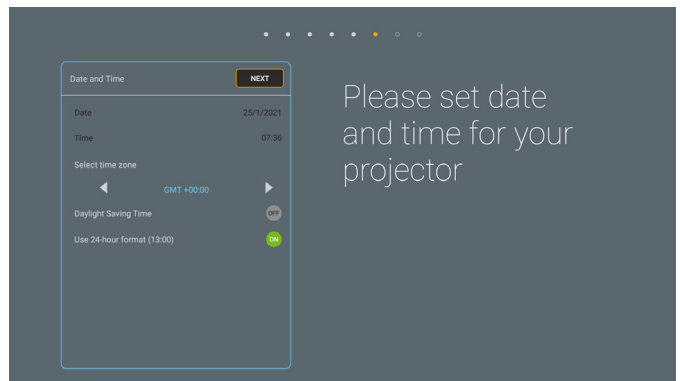 Date and Time
NEXT
Date
25/1/2021
Time
07:36
Select time zone
GMT +00:00
Daylight Saving Time
OFF
Use 24-hour format (13:00)
ON
Please set date
and time for your
projector